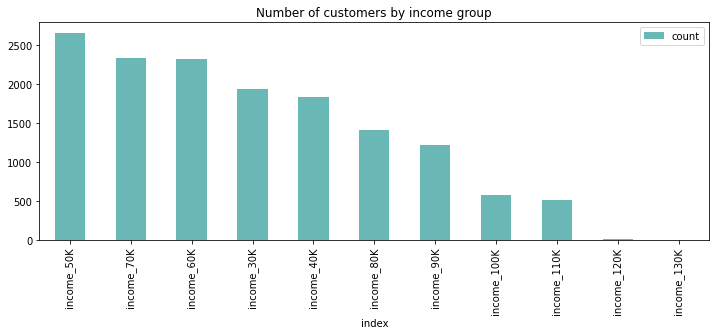 Number of customers by income group
count
2500
2000
1500
1000
500
0
income_50K
income_70K
income_60K
income_30K
income_40K
income_80K
income_90K
income_100K
income_110K
income_120K
income_130K
index